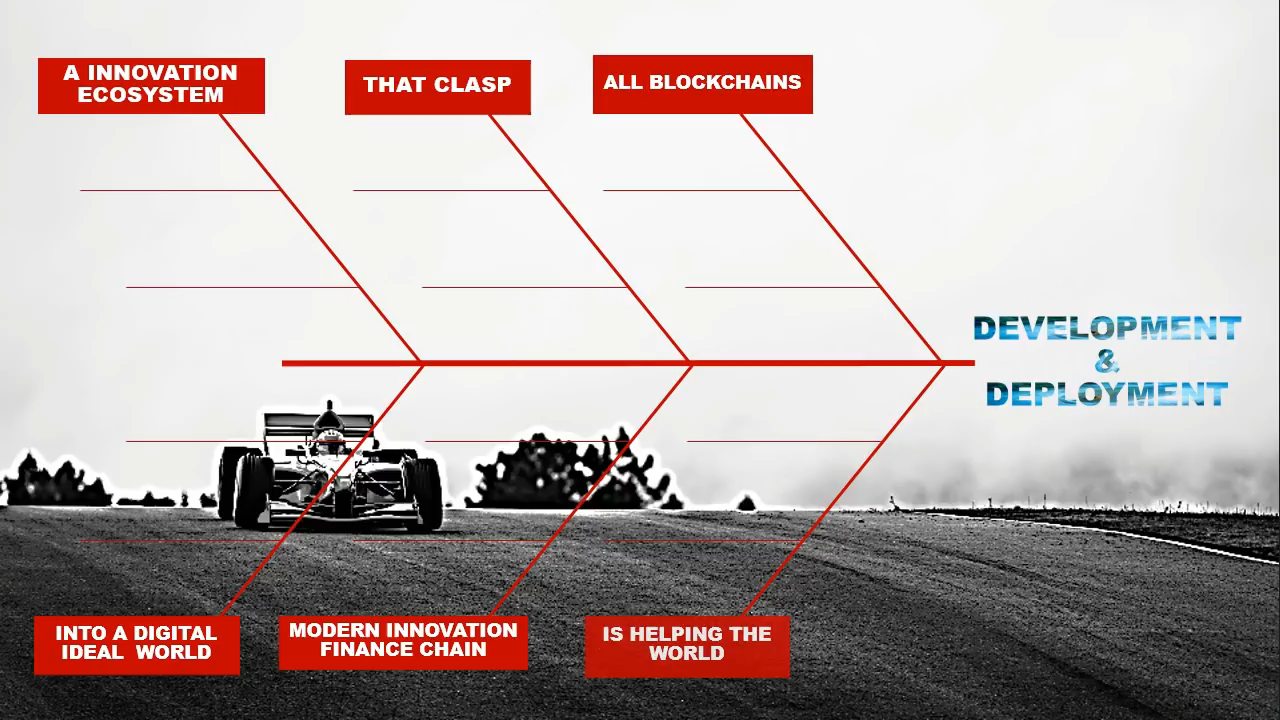 A INNOVATION
ECOSYSTEM
THAT CLASP
ALL BLOCKCHAINS
DEVELOPMENT
&
DEPLOYMENT
INTO A DIGITAL
IDEAL WORLD
MODERN INNOVATION
FINANCE CHAIN
IS HELPING THE
WORLD